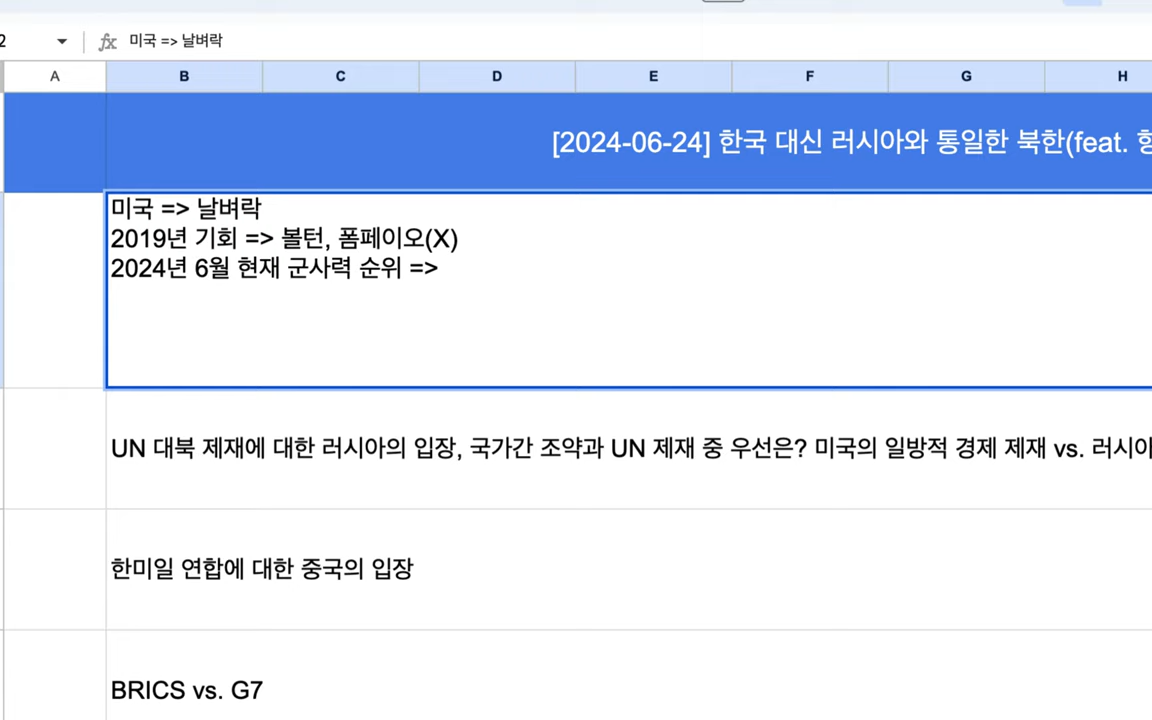 2
fx 미국 => 날벼락
A B C D E F G H
[2024-06-24] 한국 대신 러시아와 통일한 북한(feat.
미국 => 날벼락
2019년 기회 => 볼턴, 폼페이오(X)
2024년 6월 현재 군사력 순위 =>
UN 대북 제재에 대한 러시아의 입장, 국가간 조약과 UN 제재 중 우선은? 미국의 일방적 경제 제재 vs. 러시아
한미일 연합에 대한 중국의 입장
BRICS vs. G7